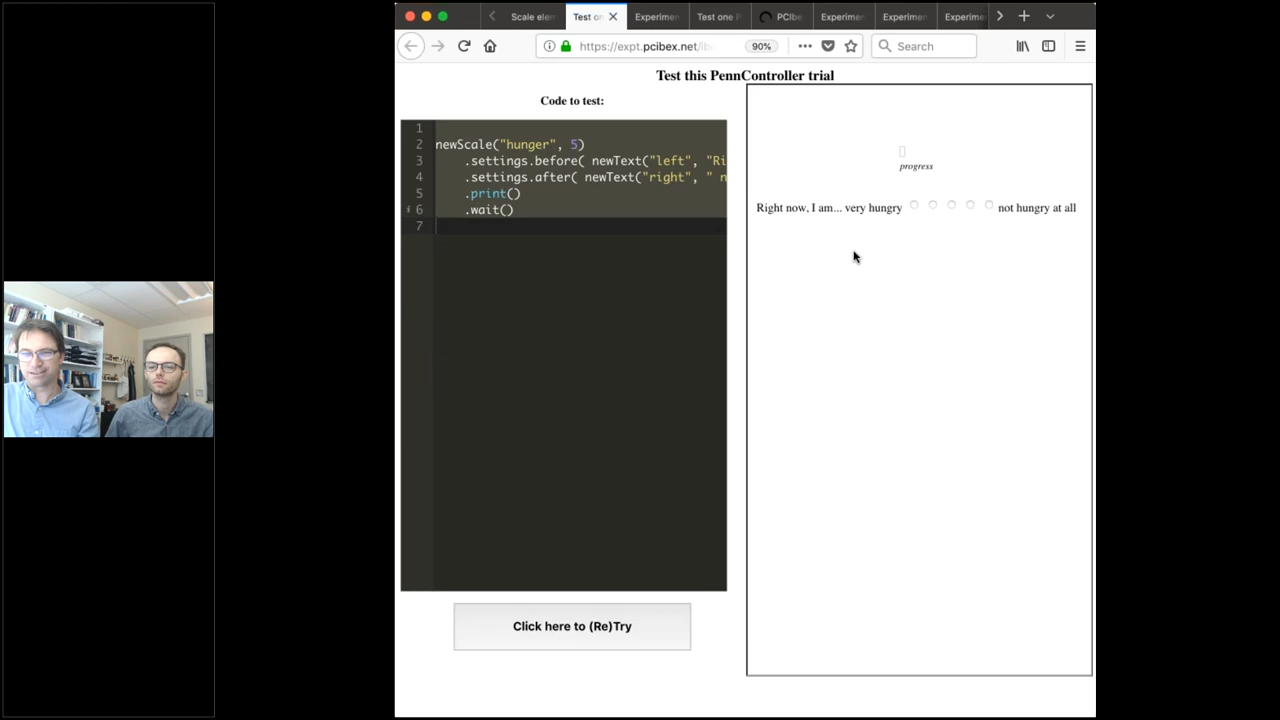 Scale elem
Test on
Experimen
Test one P
PCIbe
Experimen
Experimen
Experime
https://expt.pcibex.net/ib
90%
Search
Test this PennController trial
Code to test:
1
2 newScale("hunger", 5)
3 .settings.before( newText("left", "Ri
4 .settings.after( newText("right", " n
5 .print()
6 .wait()
7
Click here to (Re)Try
progress
Right now, I am... very hungry not hungry at all